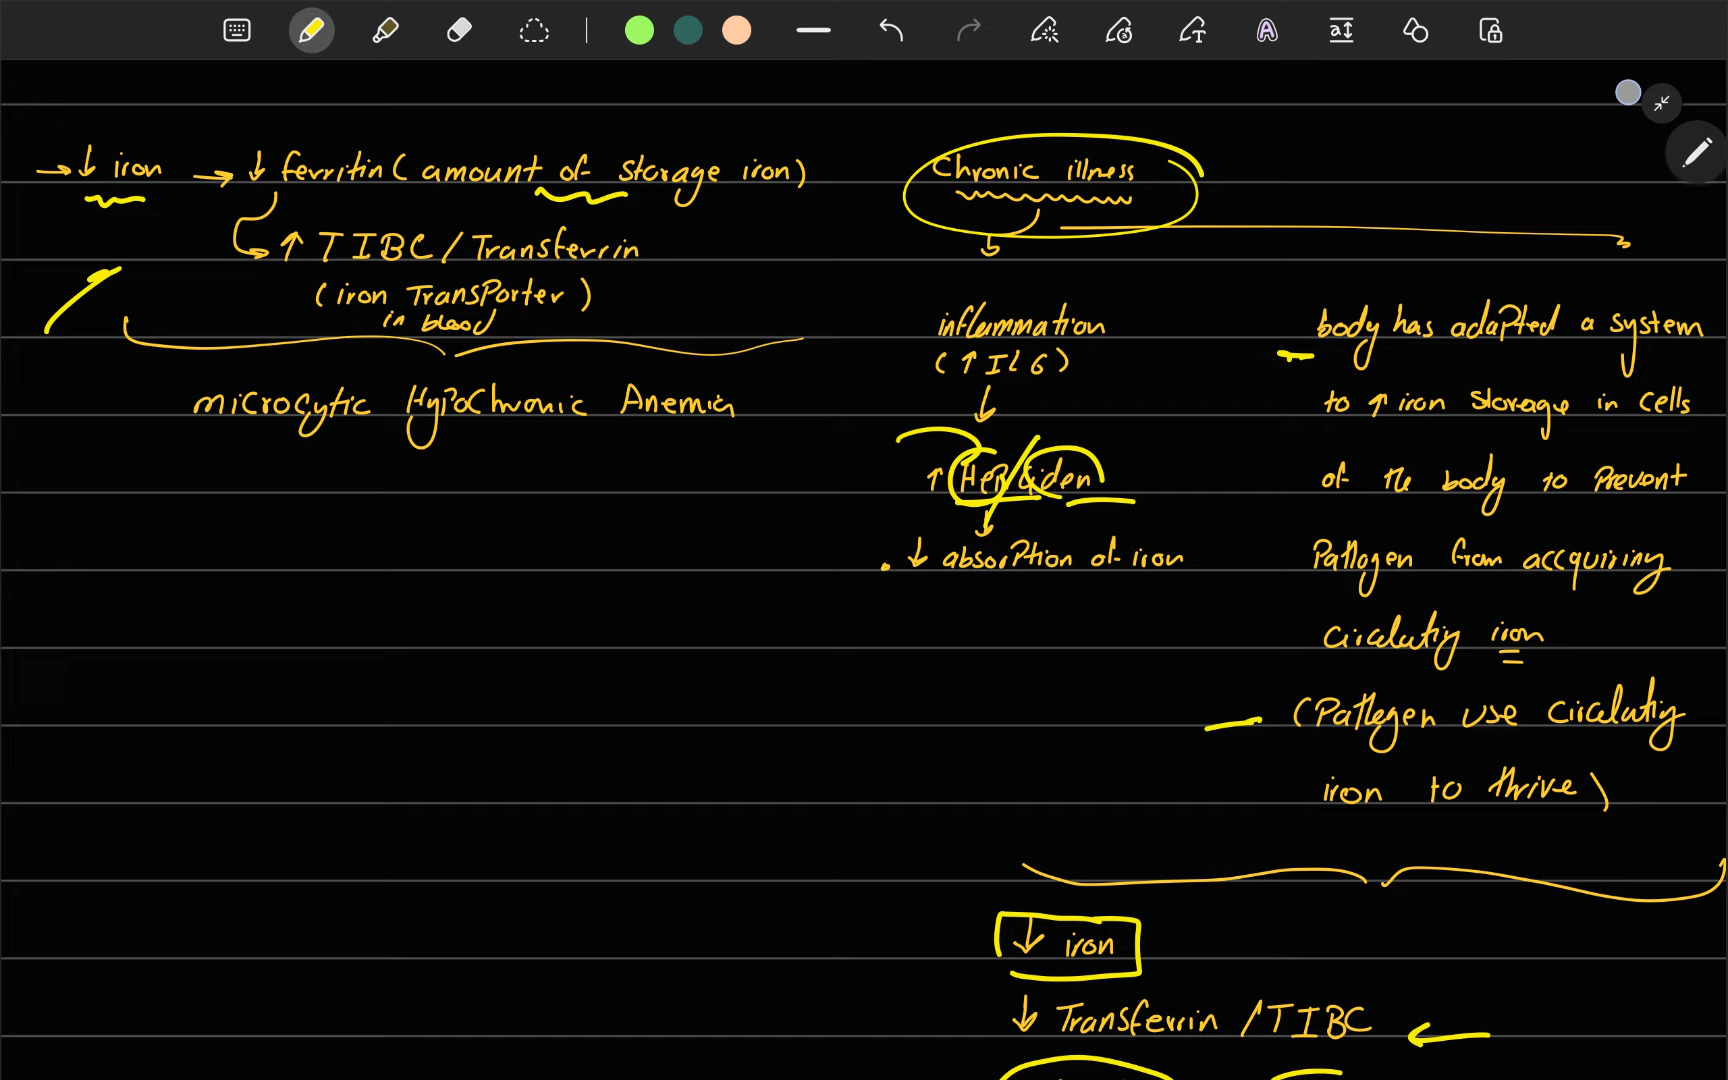 → ↓ iron → ↓ ferritin ( amount of storage iron )
↑ TIBC / Transferrin
( iron TransPorter )
in blood
microcytic HypoChromic Anemia
Chronic illness
inflammation
( ↑ IL 6 )
↓
↑ HePciden
↓ absorPtion of iron
body has adapted a system
to ↑ iron storage in cells
of the body to Prevent
Pathogen from accquiring
Circulating iron
( Pathogen use Circulating
iron to thrive )
↓ iron
↓ Transferrin / TIBC